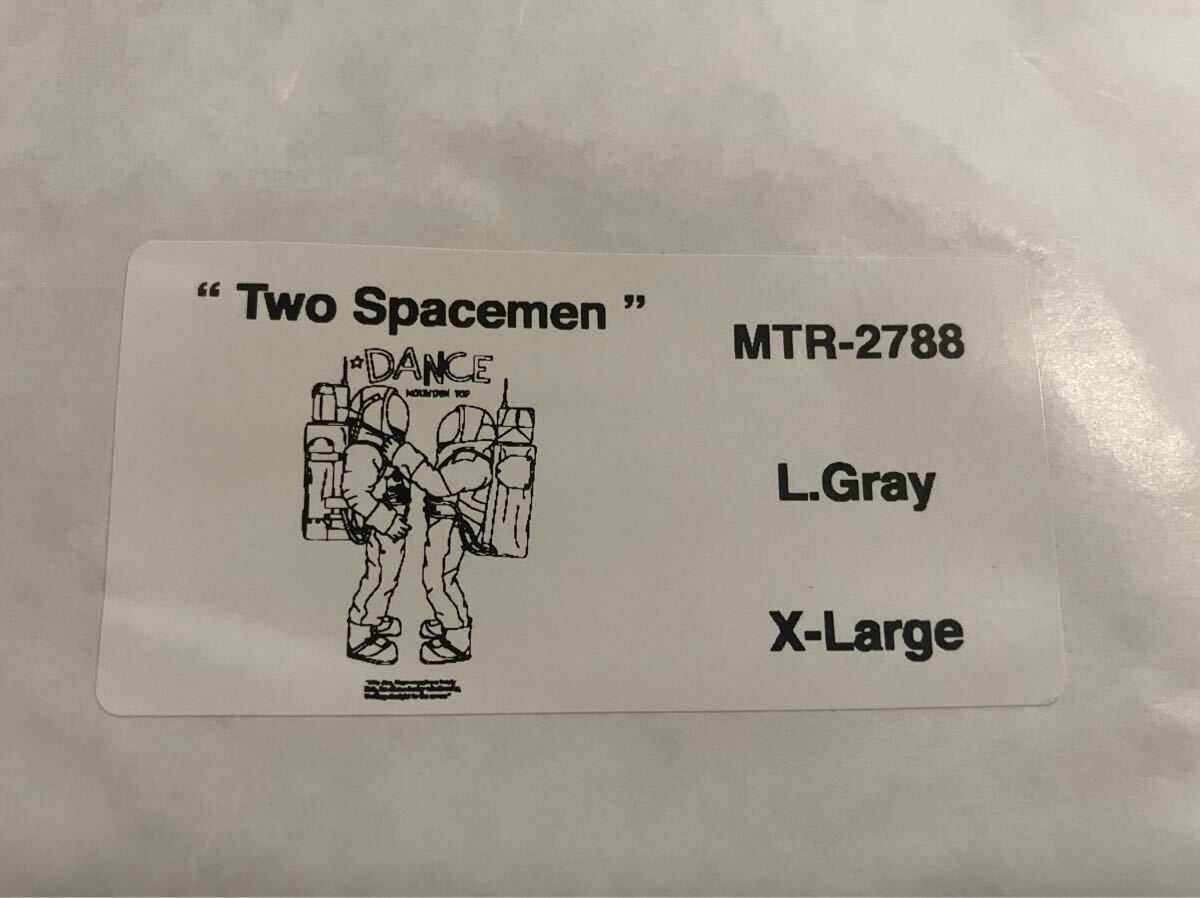 “ Two Spacemen ”
MTR-2788
☆DANCE
MOUNTAIN TOP
L.Gray
X-Large